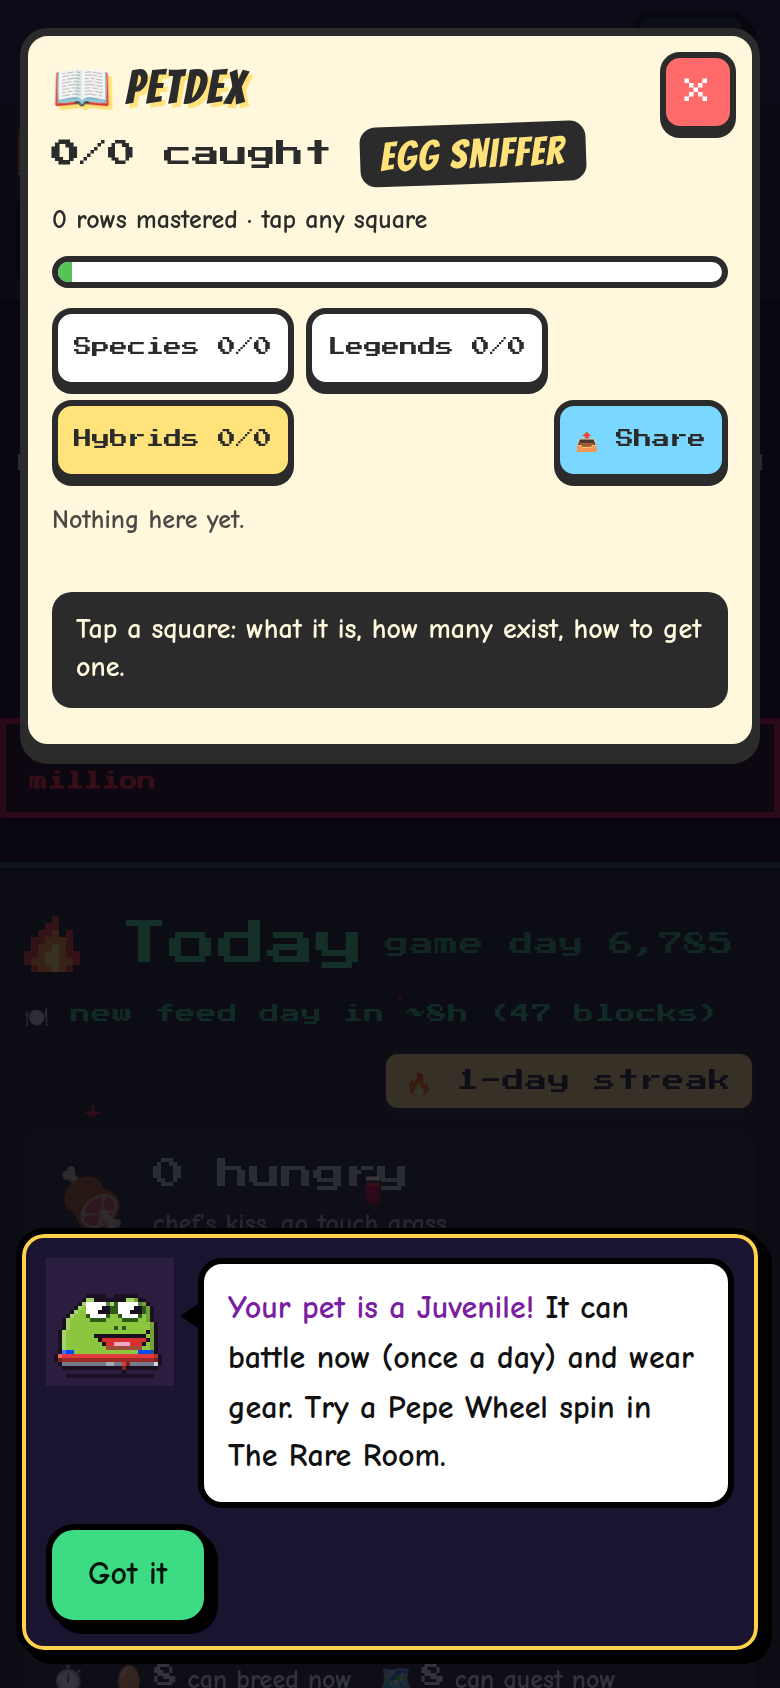 📖 PETDEX
0/0 caught EGG SNIFFER
0 rows mastered · tap any square
Species 0/0 Legends 0/0
Hybrids 0/0 📤 Share
Nothing here yet.
Tap a square: what it is, how many exist, how to get
one.
million
Today game day 6,785
🍽 new feed day in ~8h (47 blocks)
🔥 1-day streak
0 hungry
chef's kiss, go touch grass
Your pet is a Juvenile! It can
battle now (once a day) and wear
gear. Try a Pepe Wheel spin in
The Rare Room.
Got it
8 can breed now 8 can quest now